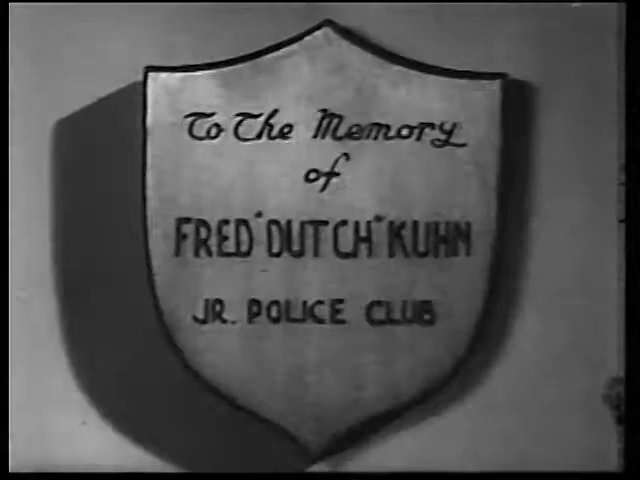 To The Memory
of
FRED "DUTCH" KUHN
JR. POLICE CLUB